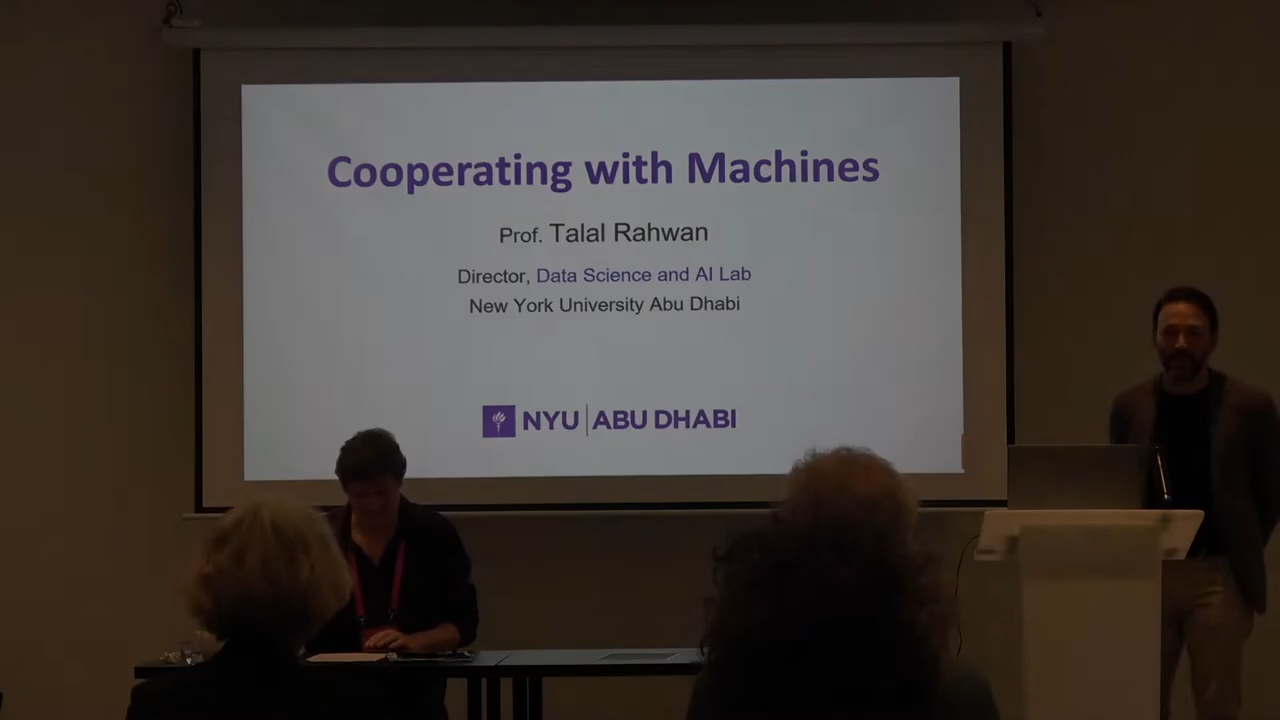 Cooperating with Machines
Prof. Talal Rahwan
Director, Data Science and AI Lab
New York University Abu Dhabi
NYU | ABU DHABI